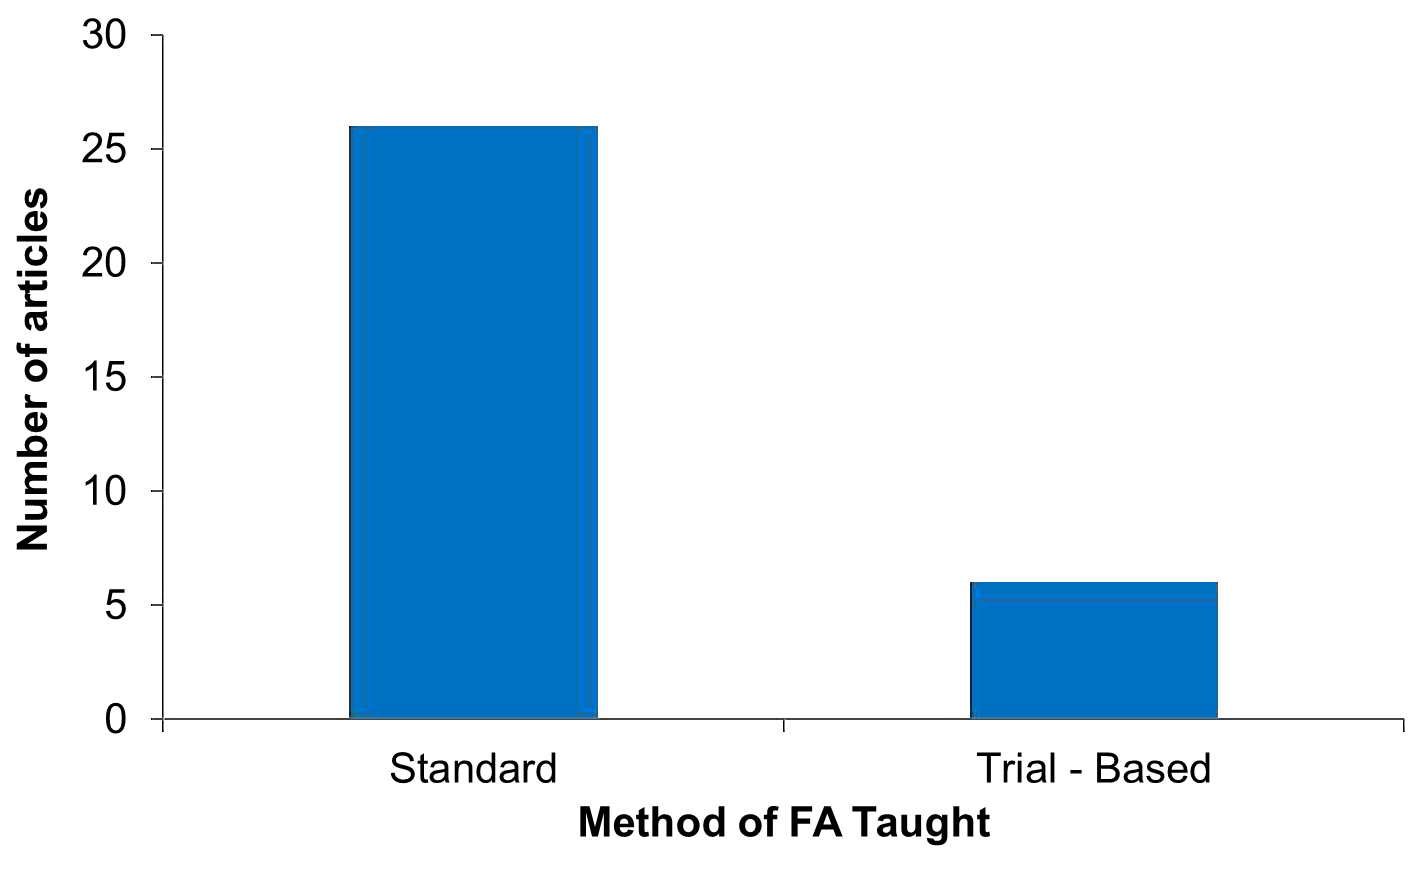 Number of articles
30
25
20
15
10
5
0
Standard
Trial - Based
Method of FA Taught